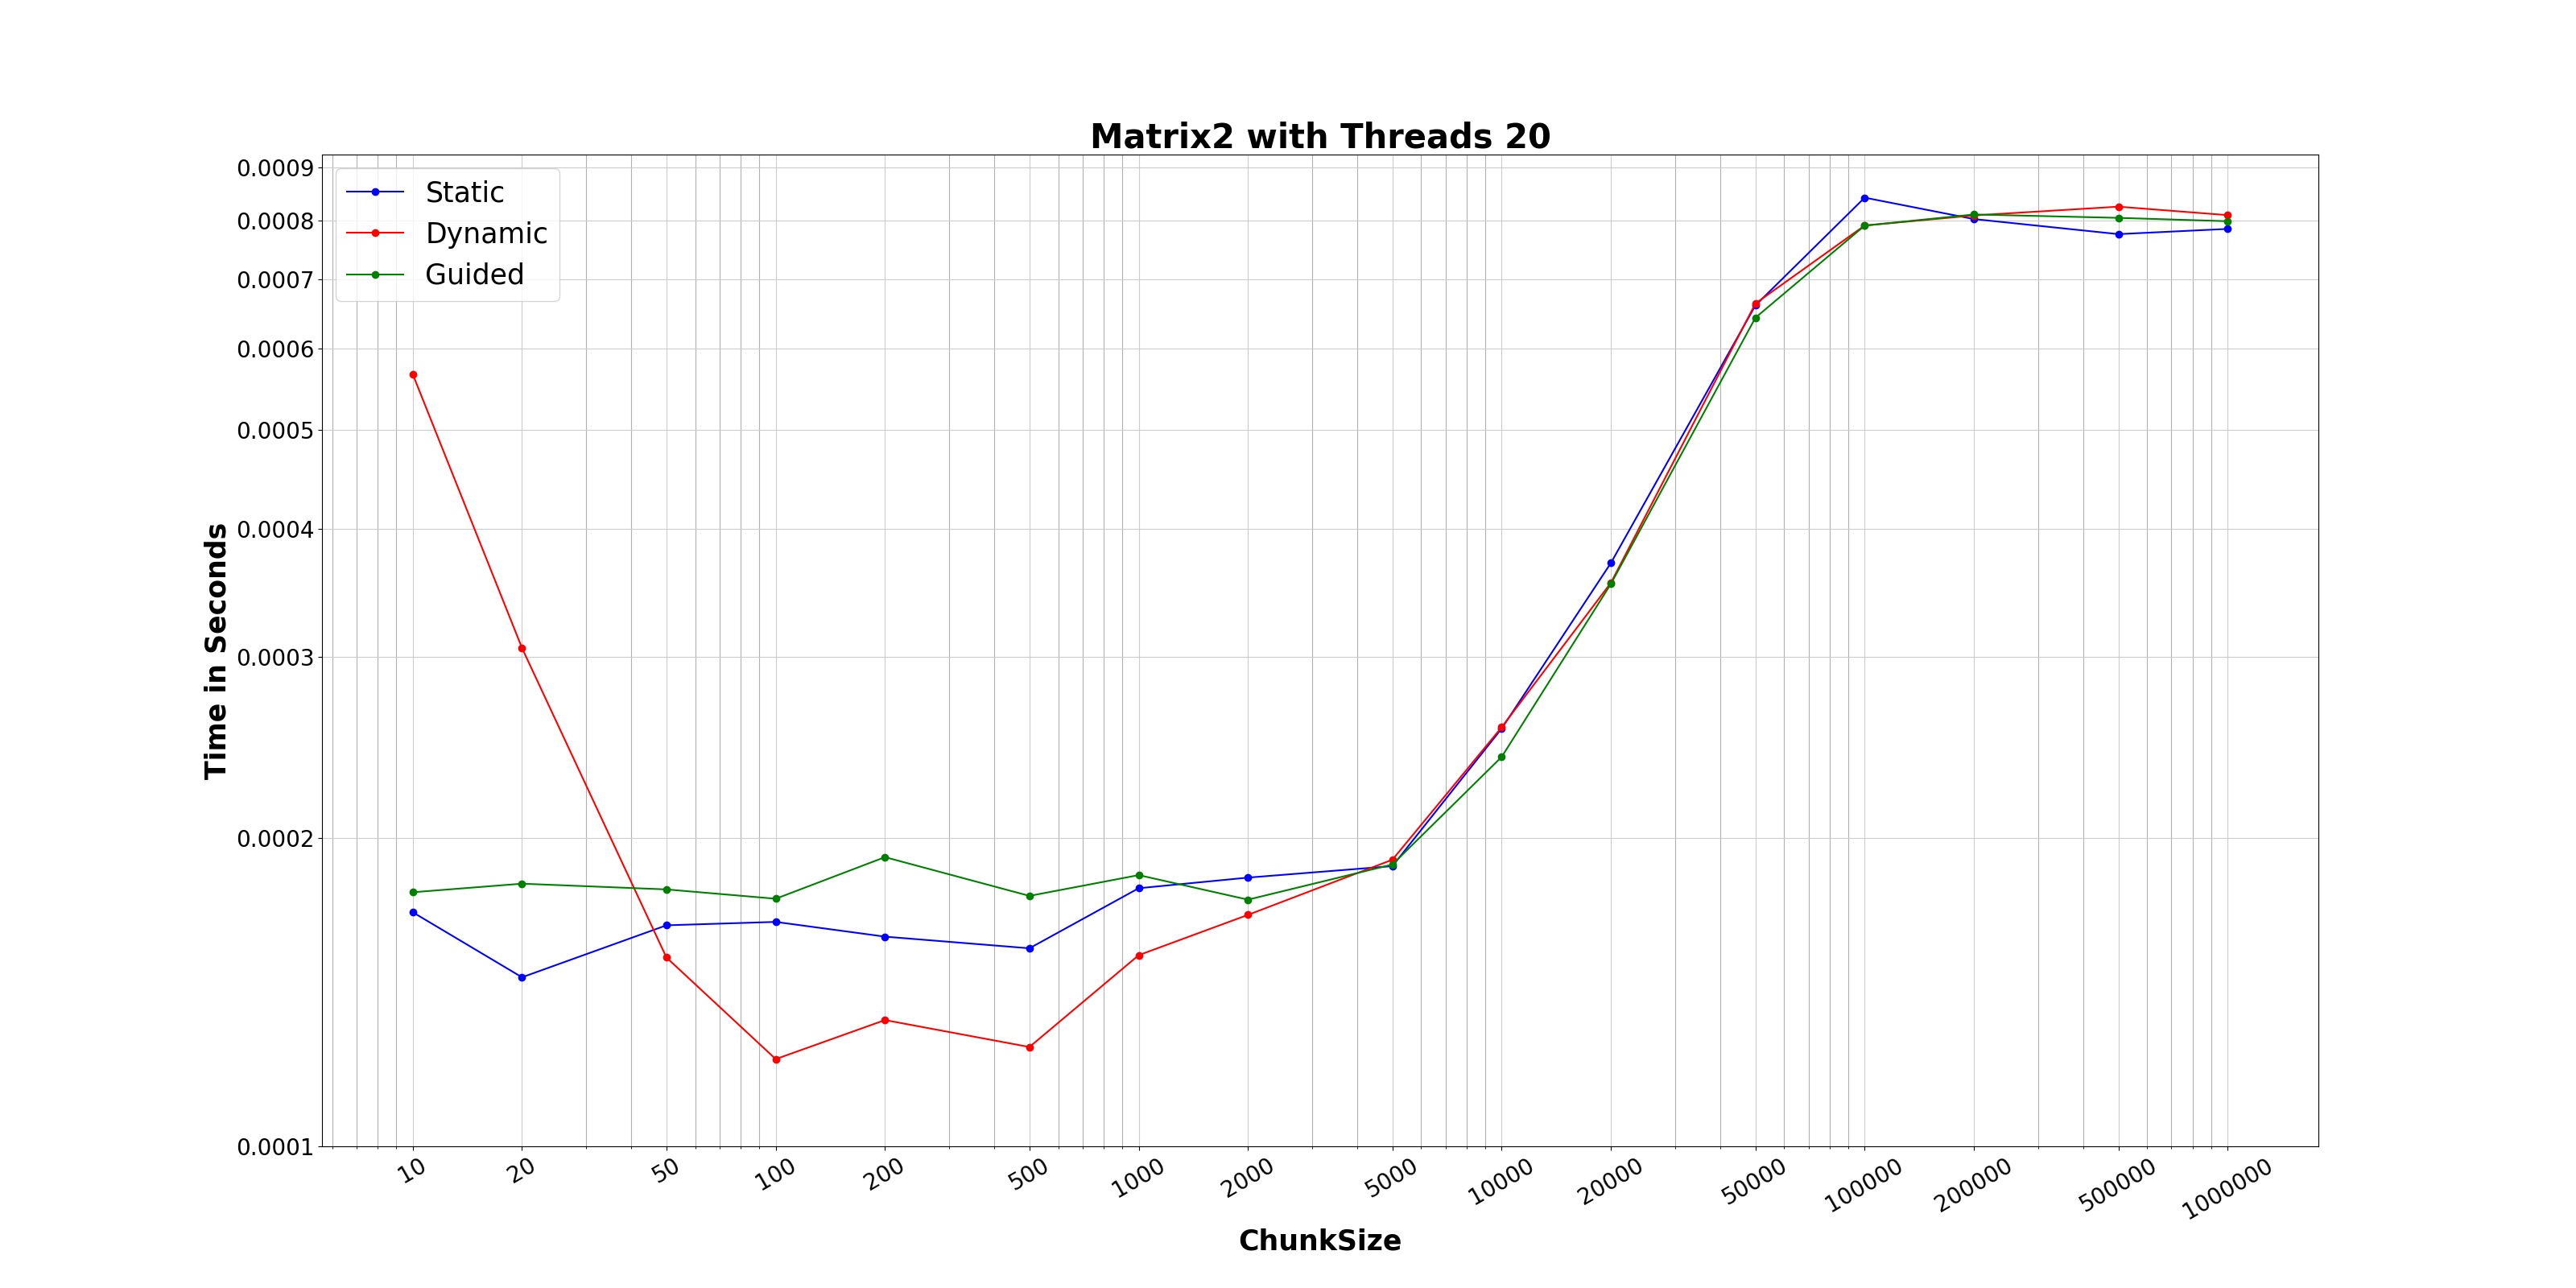 Matrix2 with Threads 20
0.0009
0.0008
0.0007
0.0006
0.0005
0.0004
0.0003
0.0002
0.0001
Static
Dynamic
Guided
Time in Seconds
10 20 50 100 200 500 1000 2000 5000 10000 20000 50000 100000 200000 500000 1000000
ChunkSize